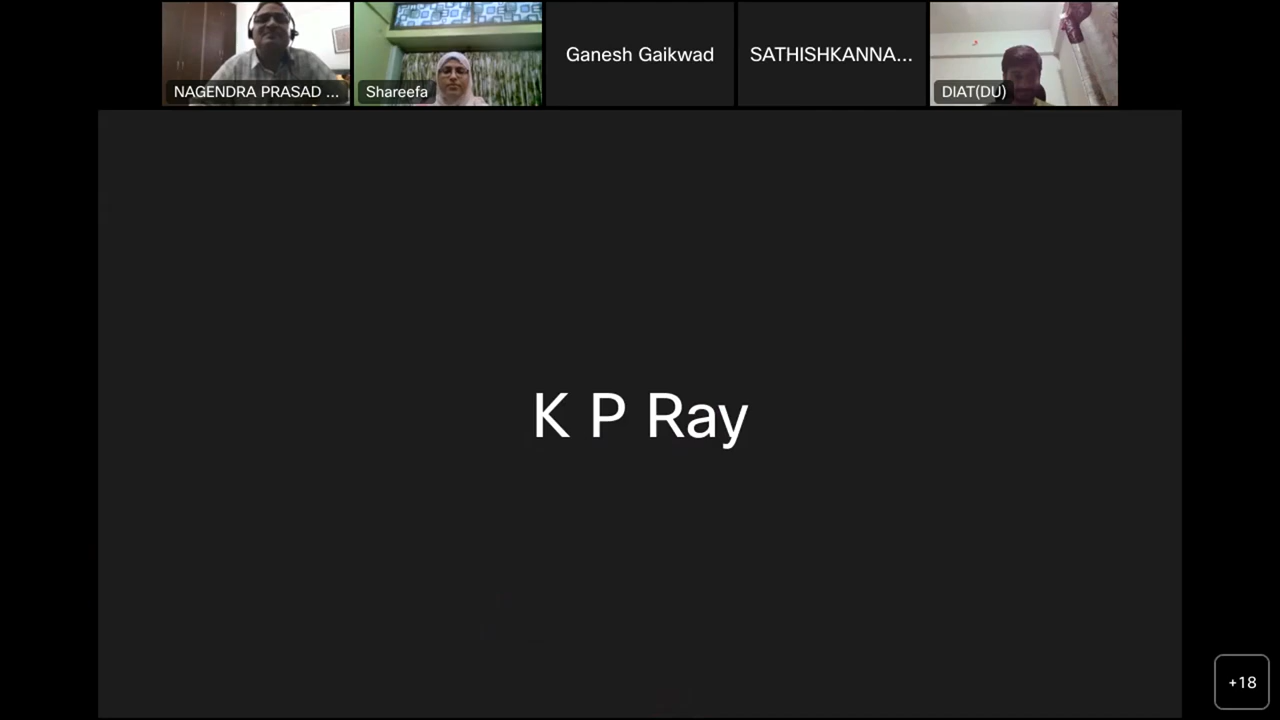 NAGENDRA PRASAD ...
Shareefa
Ganesh Gaikwad
SATHISHKANNA...
DIAT(DU)
K P Ray
+18